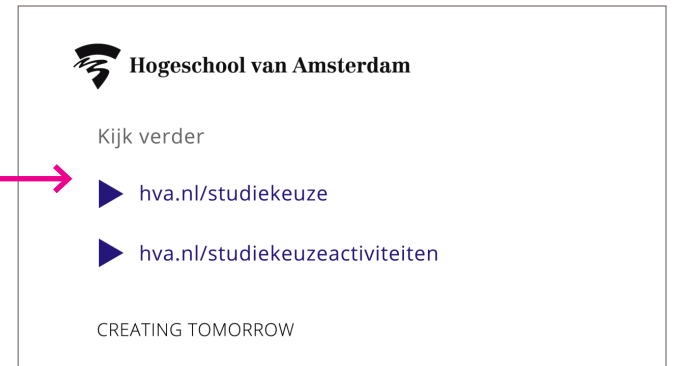 Hogeschool van Amsterdam
Kijk verder
hva.nl/studiekeuze
hva.nl/studiekeuzeactiviteiten
CREATING TOMORROW